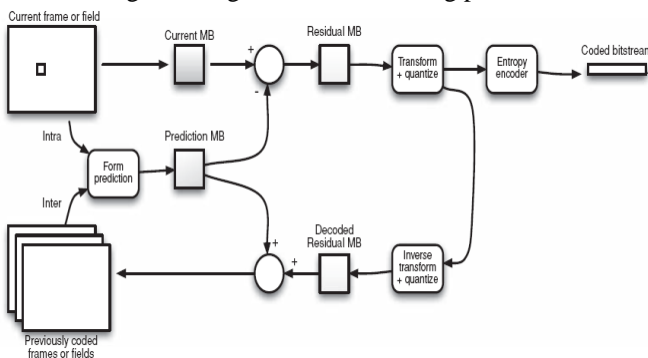 Current frame or field
Current MB
+
-
Residual MB
Transform
+ quantize
Entropy
encoder
Coded bitstream
Intra
Form
prediction
Prediction MB
Inter
Previously coded
frames or fields
+
+
Decoded
Residual MB
Inverse
transform
+ quantize